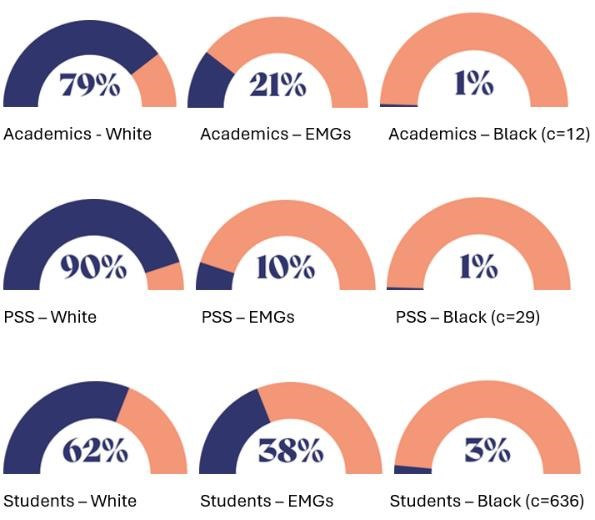 79%
21%
1%
Academics - White
Academics – EMGs
Academics – Black (c=12)
90%
10%
1%
PSS – White
PSS – EMGs
PSS – Black (c=29)
62%
38%
3%
Students – White
Students – EMGs
Students – Black (c=636)